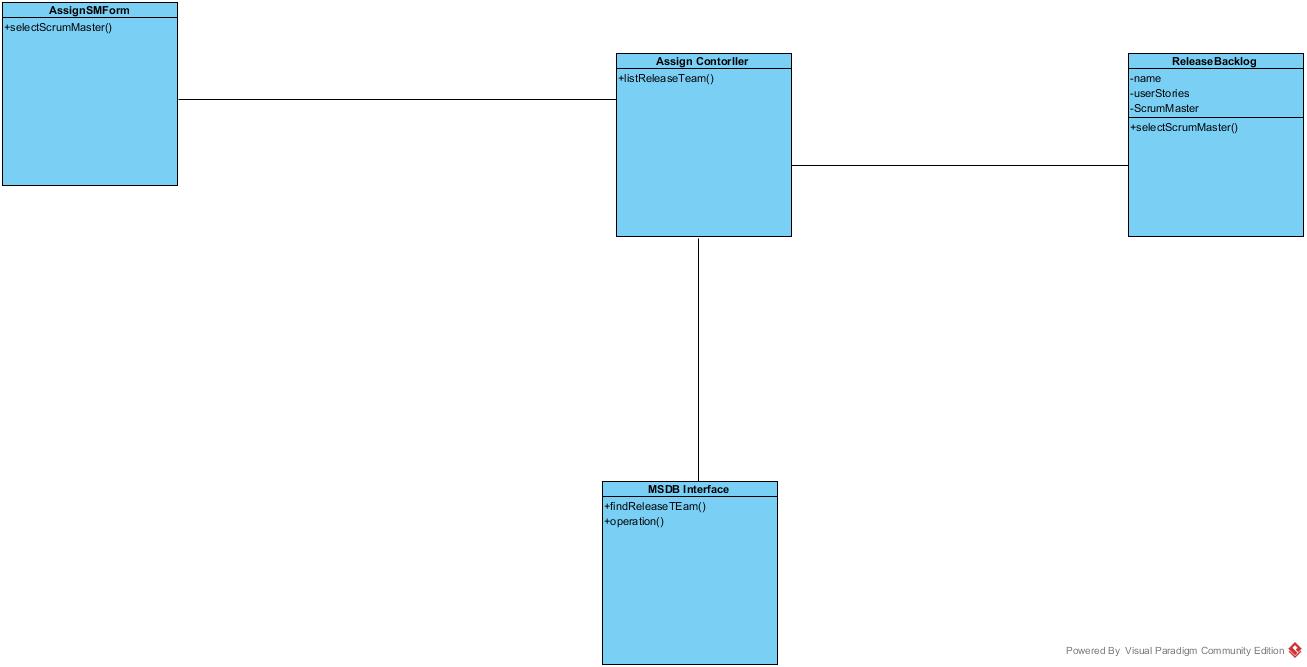 AssignSMForm
+selectScrumMaster()
Assign Contorller
+listReleaseTeam()
ReleaseBacklog
-name
-userStories
-ScrumMaster
+selectScrumMaster()
MSDB Interface
+findReleaseTEam()
+operation()
Powered By Visual Paradigm Community Edition